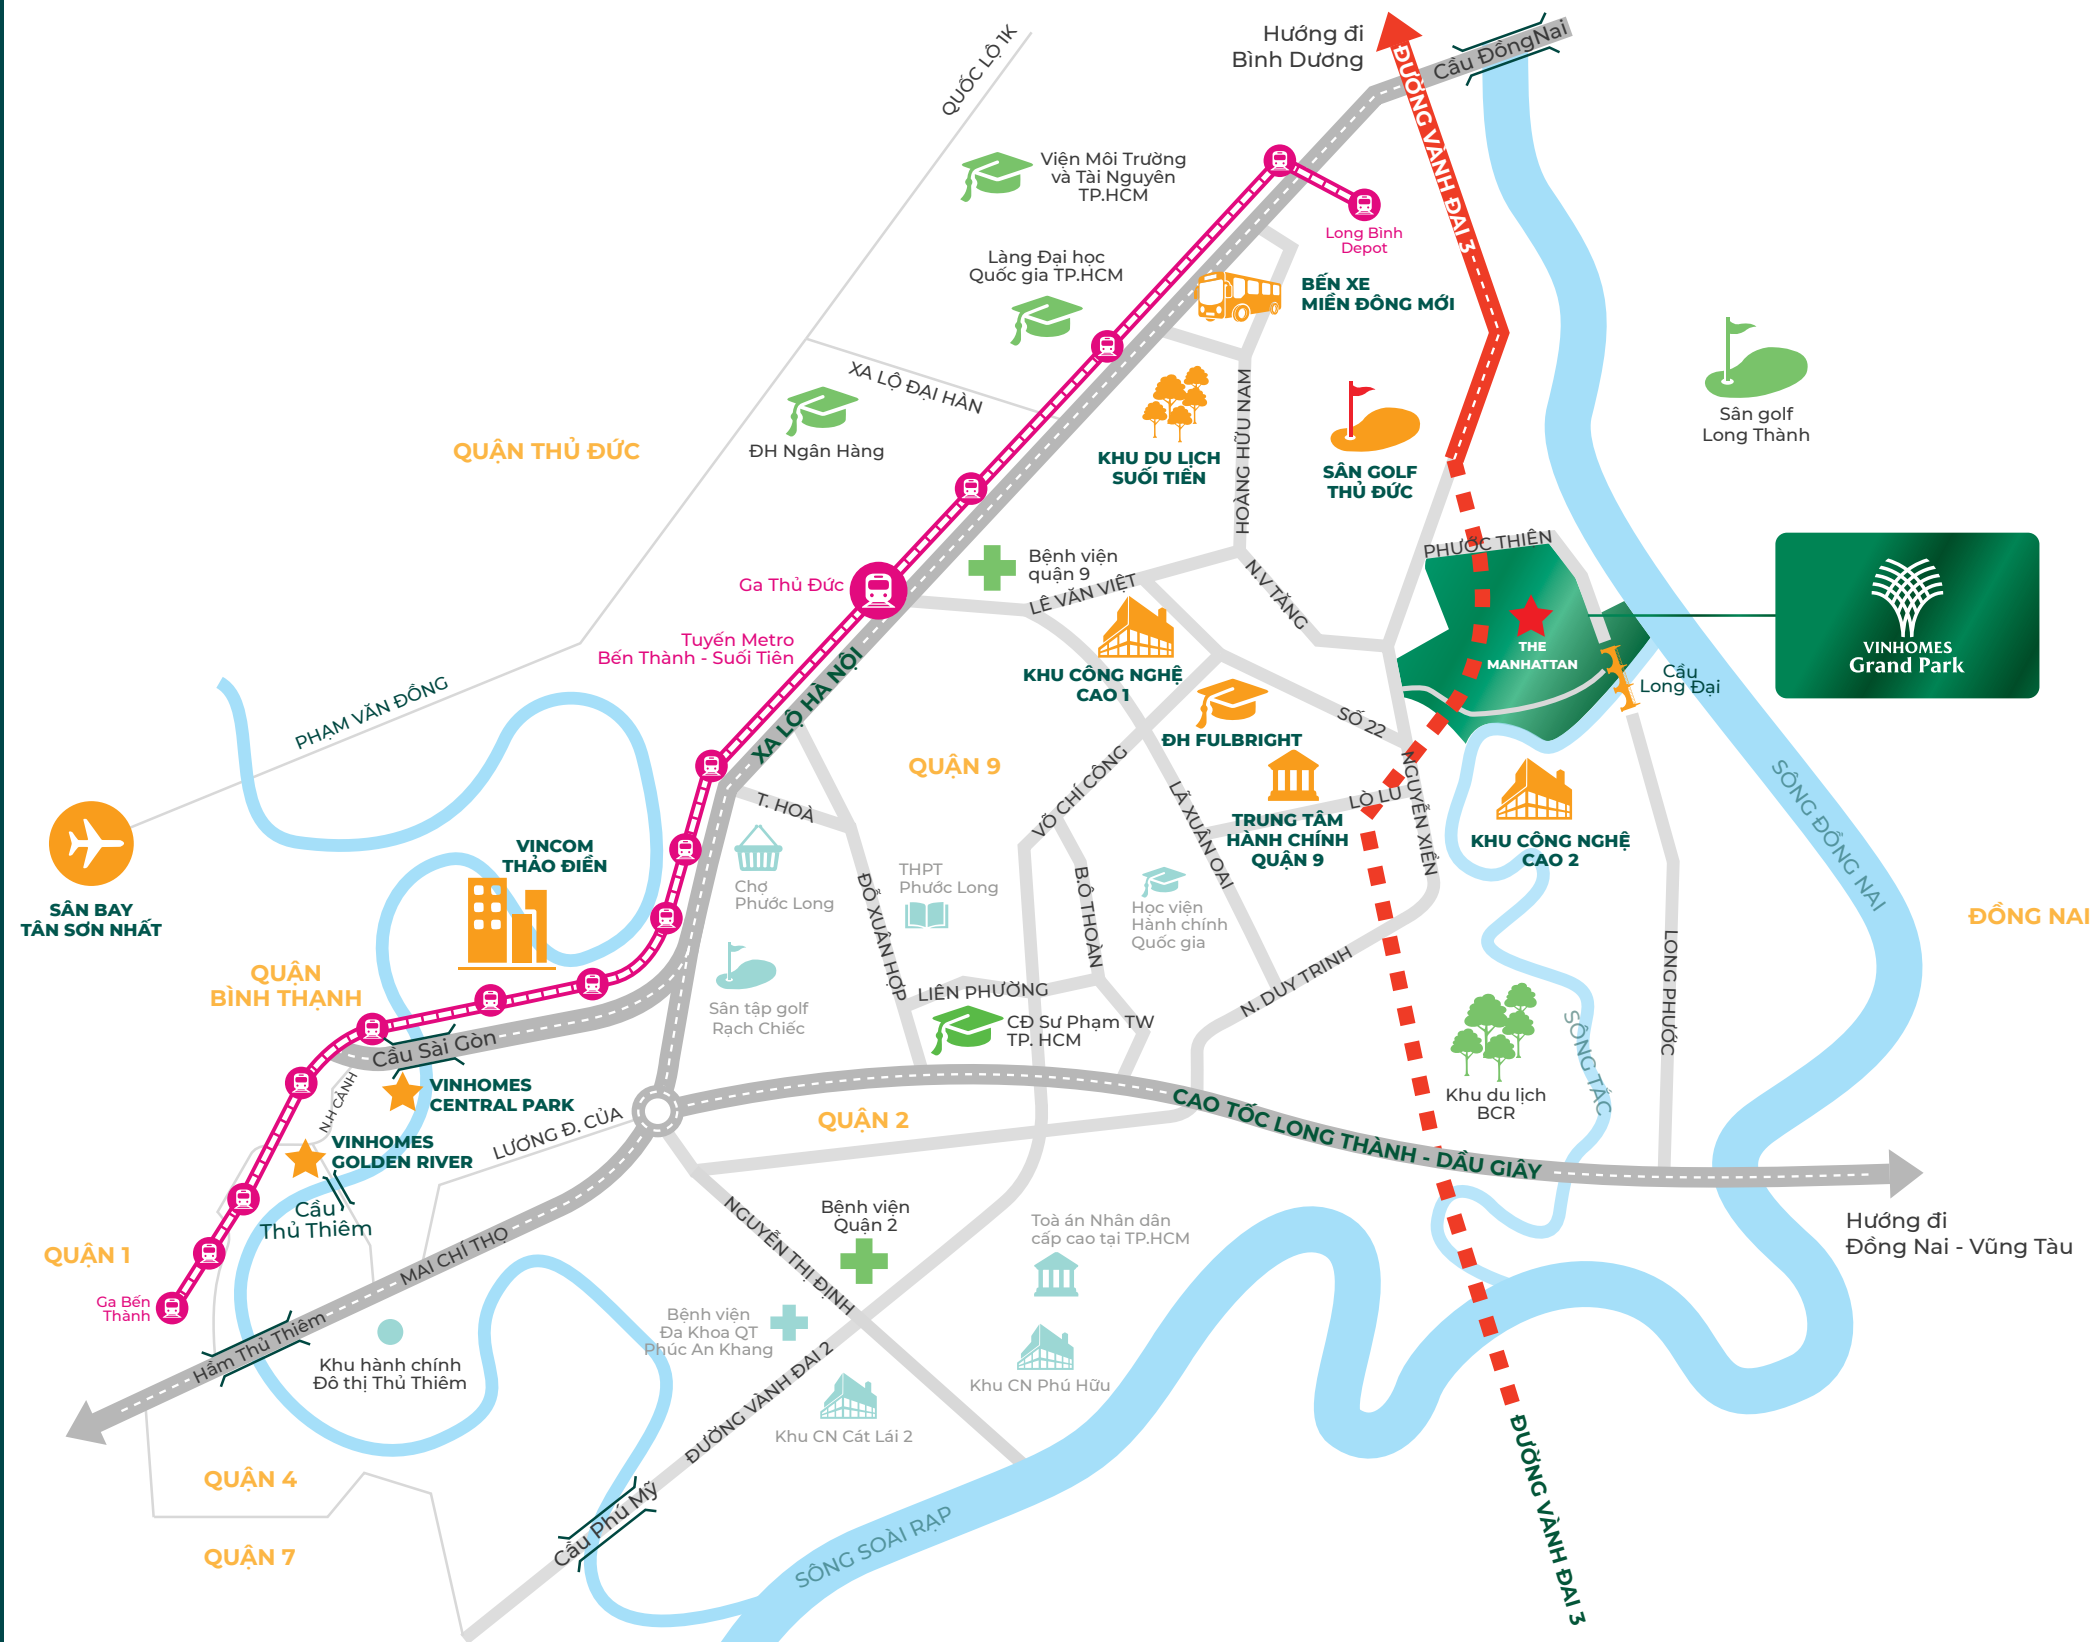 Hướng đi
Bình Dương
Cầu ĐồngNai
ĐƯỜNG VÀNH ĐAI 3
QUỐC LỘ 1K
Viện Môi Trường
và Tài Nguyên
TP.HCM
Long Bình
Depot
Làng Đại học
Quốc gia TP.HCM
BẾN XE
MIỀN ĐÔNG MỚI
XA LỘ ĐẠI HÀN
ĐH Ngân Hàng
QUẬN THỦ ĐỨC
KHU DU LỊCH
SUỐI TIÊN
HOÀNG HỮU NAM
SÂN GOLF
THỦ ĐỨC
Sân golf
Long Thành
Ga Thủ Đức
Bệnh viện
quận 9
LÊ VĂN VIỆT
N.V TĂNG
PHƯỚC THIỆN
THE
MANHATTAN
VINHOMES
Grand Park
Cầu
Long Đại
Tuyến Metro
Bến Thành - Suối Tiên
XA LỘ HÀ NỘI
KHU CÔNG NGHỆ
CAO 1
PHẠM VĂN ĐỒNG
ĐH FULBRIGHT
SỐ 22
QUẬN 9
VÕ CHÍ CÔNG
LÃ XUÂN OAI
LÒ LU
NGUYỄN XIỂN
TRUNG TÂM
HÀNH CHÍNH
QUẬN 9
KHU CÔNG NGHỆ
CAO 2
SÔNG ĐỒNG NAI
T. HOÀ
VINCOM
THẢO ĐIỀN
SÂN BAY
TÂN SƠN NHẤT
Chợ
Phước Long
ĐỖ XUÂN HỢP
THPT
Phước Long
B.Ô THOÀN
Học viện
Hành chính
Quốc gia
ĐỒNG NAI
QUẬN
BÌNH THẠNH
Sân tập golf
Rạch Chiếc
LIÊN PHƯỜNG
CĐ Sư Phạm TW
TP. HCM
N. DUY TRINH
LONG PHƯỚC
SÔNG TẮC
Khu du lịch
BCR
Cầu Sài Gòn
N.H CẢNH
VINHOMES
CENTRAL PARK
VINHOMES
GOLDEN RIVER
LƯƠNG Đ. CỦA
QUẬN 2
CAO TỐC LONG THÀNH - DẦU GIÂY
Cầu
Thủ Thiêm
NGUYỄN THỊ ĐỊNH
Bệnh viện
Quận 2
Toà án Nhân dân
cấp cao tại TP.HCM
Hướng đi
Đồng Nai - Vũng Tàu
QUẬN 1
MAI CHÍ THỌ
Ga Bến
Thành
Hầm Thủ Thiêm
Khu hành chính
Đô thị Thủ Thiêm
Bệnh viện
Đa Khoa QT
Phúc An Khang
ĐƯỜNG VÀNH ĐAI 2
Khu CN Phú Hữu
Khu CN Cát Lái 2
ĐƯỜNG VÀNH ĐAI 3
QUẬN 4
Cầu Phú Mỹ
SÔNG SOÀI RẠP
QUẬN 7